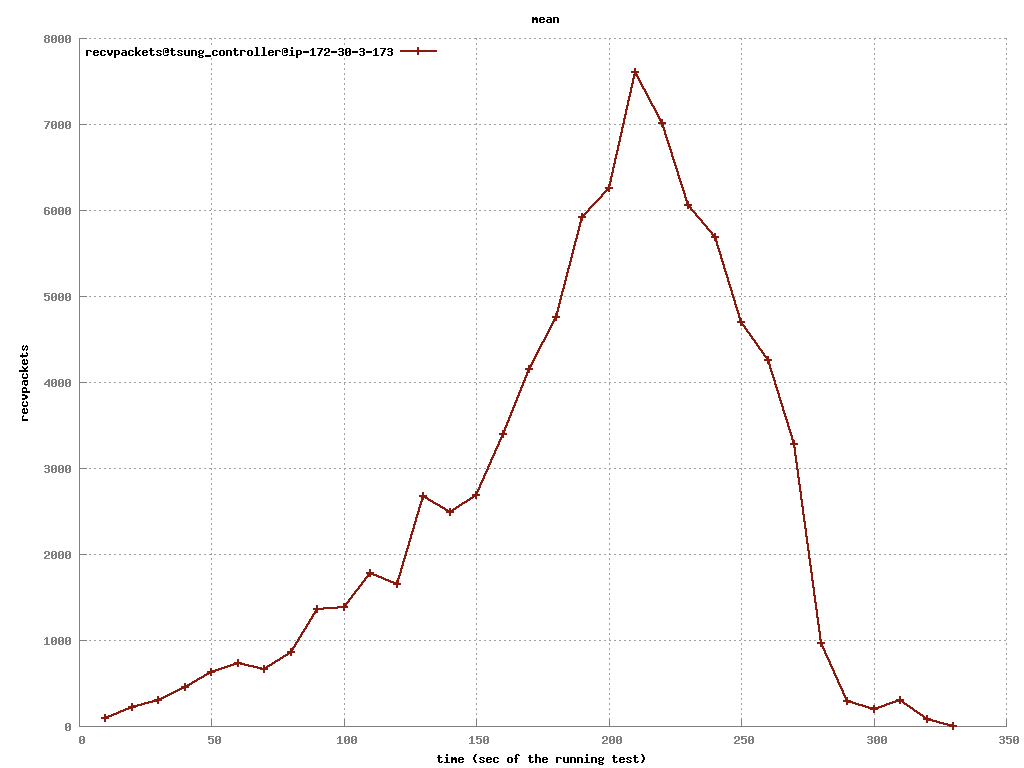 mean
8000
recvpackets@tsung_controller@ip-172-30-3-173
7000
6000
5000
4000
3000
2000
1000
0
recvpackets
0 50 100 150 200 250 300 350
time (sec of the running test)